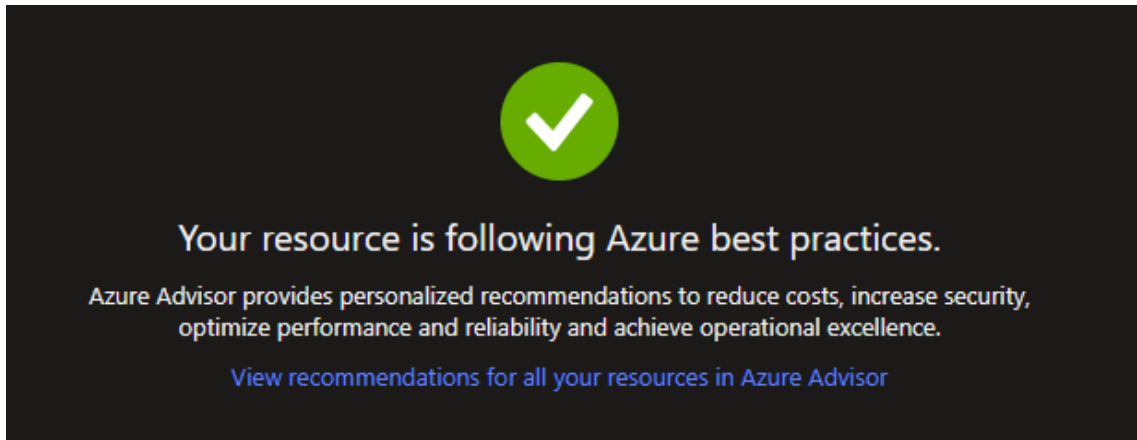 Your resource is following Azure best practices.
Azure Advisor provides personalized recommendations to reduce costs, increase security,
optimize performance and reliability and achieve operational excellence.
View recommendations for all your resources in Azure Advisor